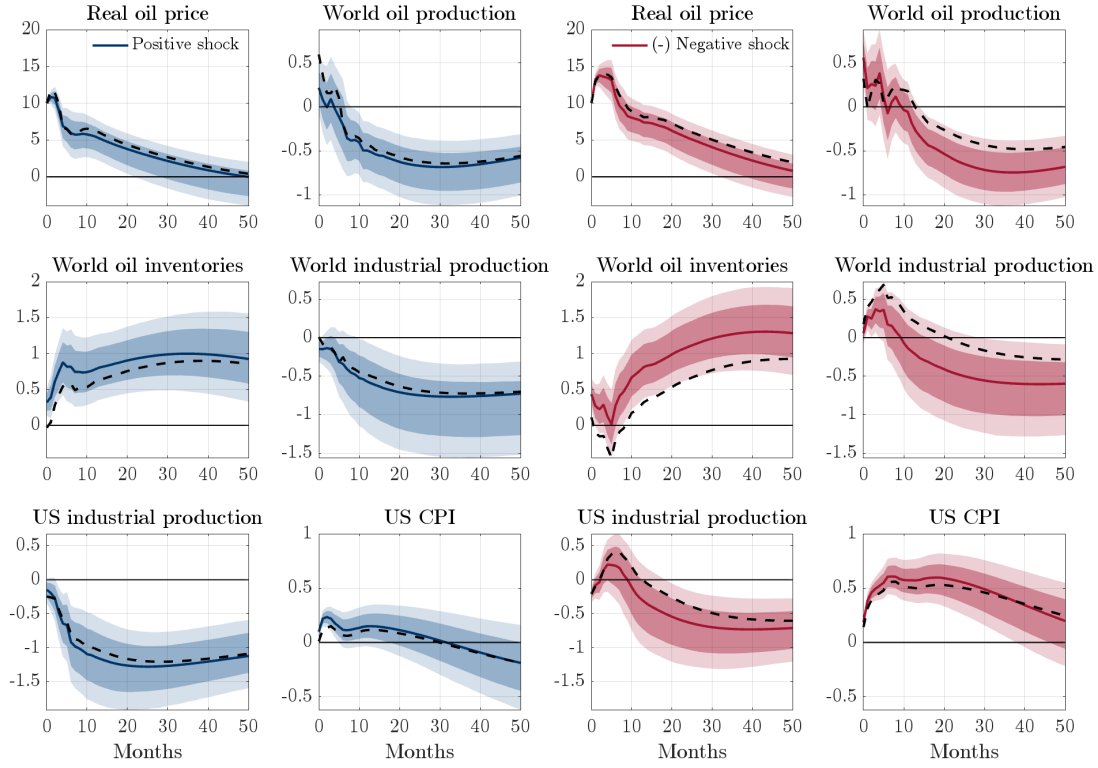 Real oil price
World oil production
Real oil price
World oil production
20
15
10
5
0
Positive shock
0 10 20 30 40 50
0.5
0
-0.5
-1
0 10 20 30 40 50
20
15
10
5
0
(-) Negative shock
0 10 20 30 40 50
0.5
0
-0.5
-1
0 10 20 30 40 50
World oil inventories
World industrial production
World oil inventories
World industrial production
2
1.5
1
0.5
0
0 10 20 30 40 50
0.5
0
-0.5
-1
-1.5
0 10 20 30 40 50
2
1.5
1
0.5
0
0 10 20 30 40 50
0.5
0
-0.5
-1
-1.5
0 10 20 30 40 50
US industrial production
US CPI
US industrial production
US CPI
0.5
0
-0.5
-1
-1.5
0 10 20 30 40 50
Months
1
0.5
0
-0.5
0 10 20 30 40 50
Months
0.5
0
-0.5
-1
-1.5
0 10 20 30 40 50
Months
1
0.5
0
-0.5
0 10 20 30 40 50
Months